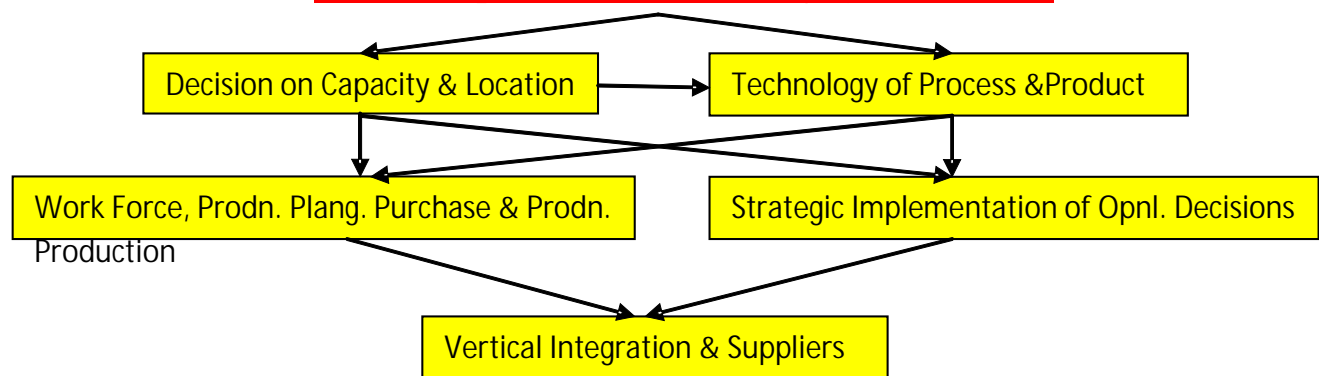 Decision on Capacity & Location
Technology of Process &Product
Work Force, Prodn. Plang. Purchase & Prodn.
Production
Strategic Implementation of Opnl. Decisions
Vertical Integration & Suppliers